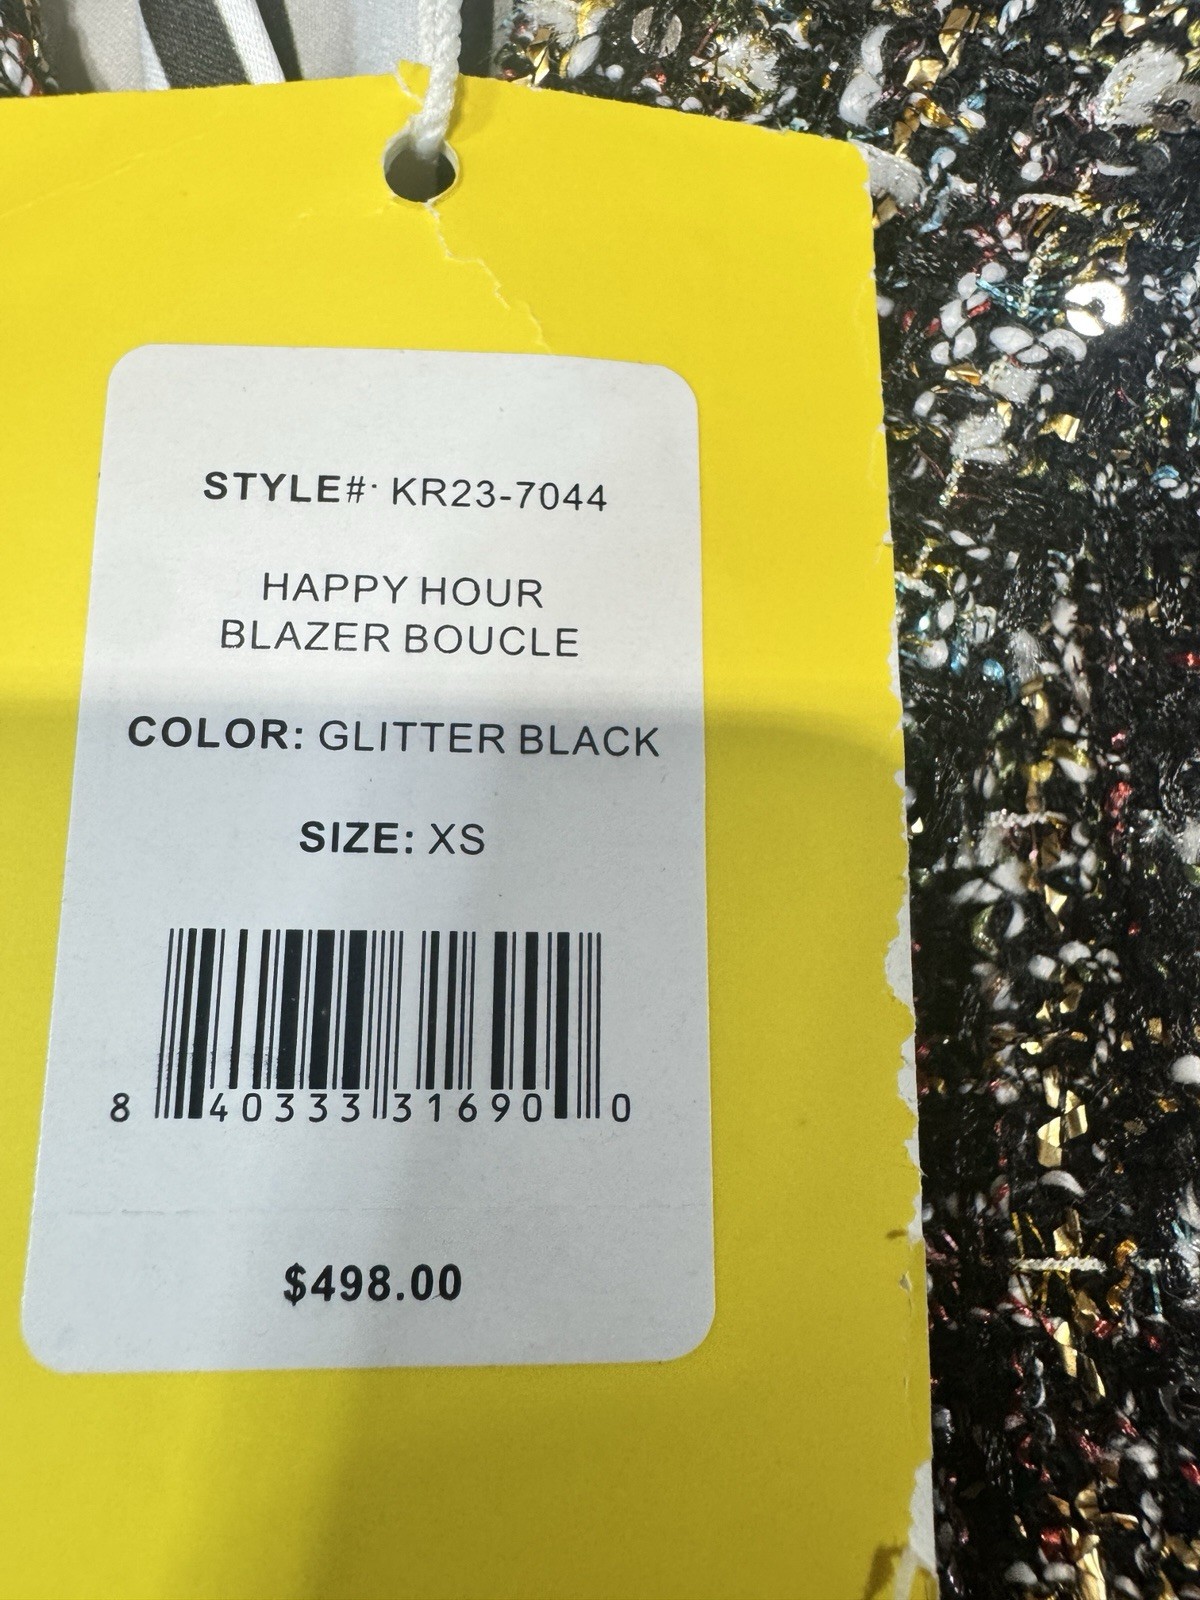 STYLE#: KR23-7044
HAPPY HOUR
BLAZER BOUCLE
COLOR: GLITTER BLACK
SIZE: XS
8 40333 31690 0
$498.00